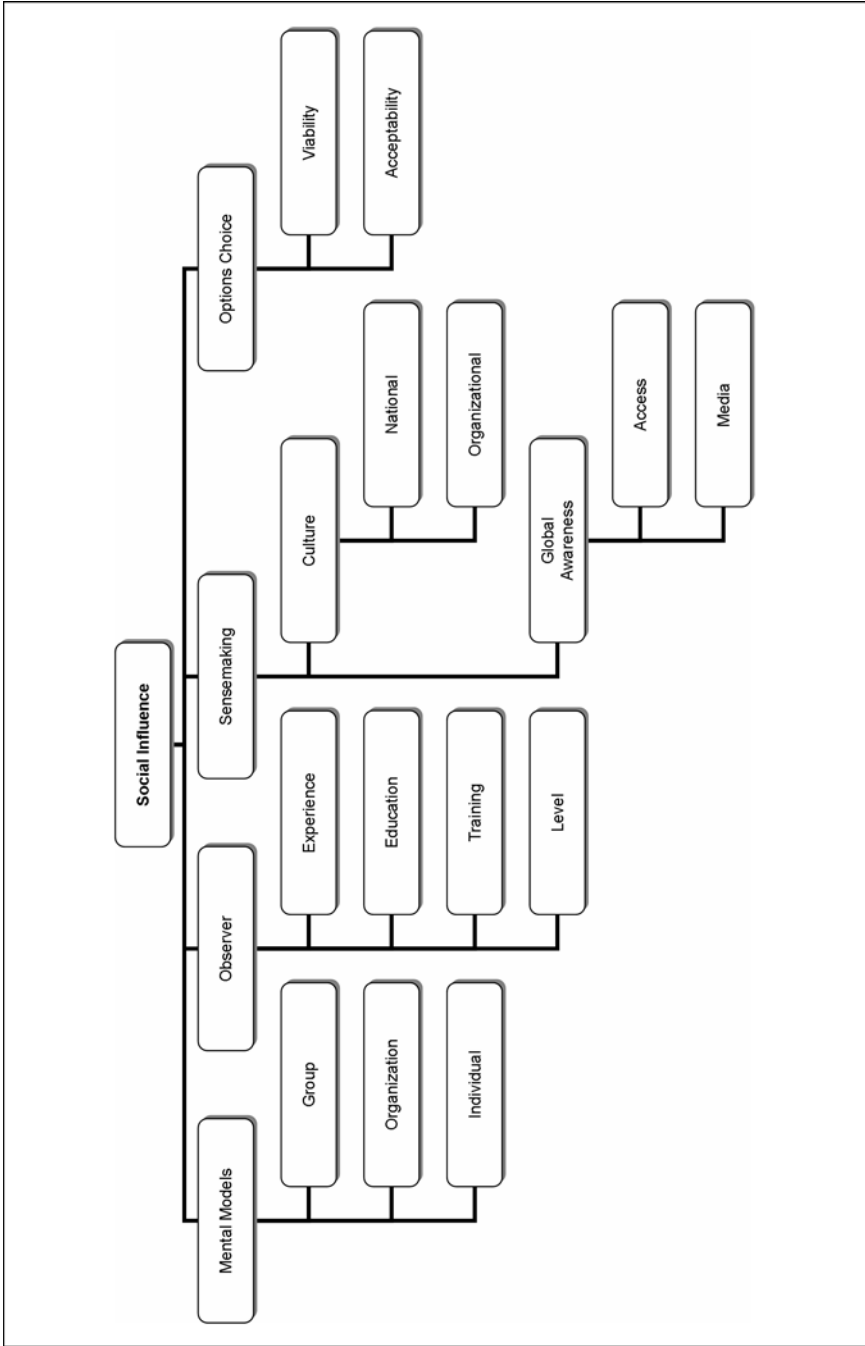 Social Influence
Mental Models
Group
Organization
Individual
Observer
Experience
Education
Training
Level
Sensemaking
Culture
National
Organizational
Global
Awareness
Access
Media
Options Choice
Viability
Acceptability